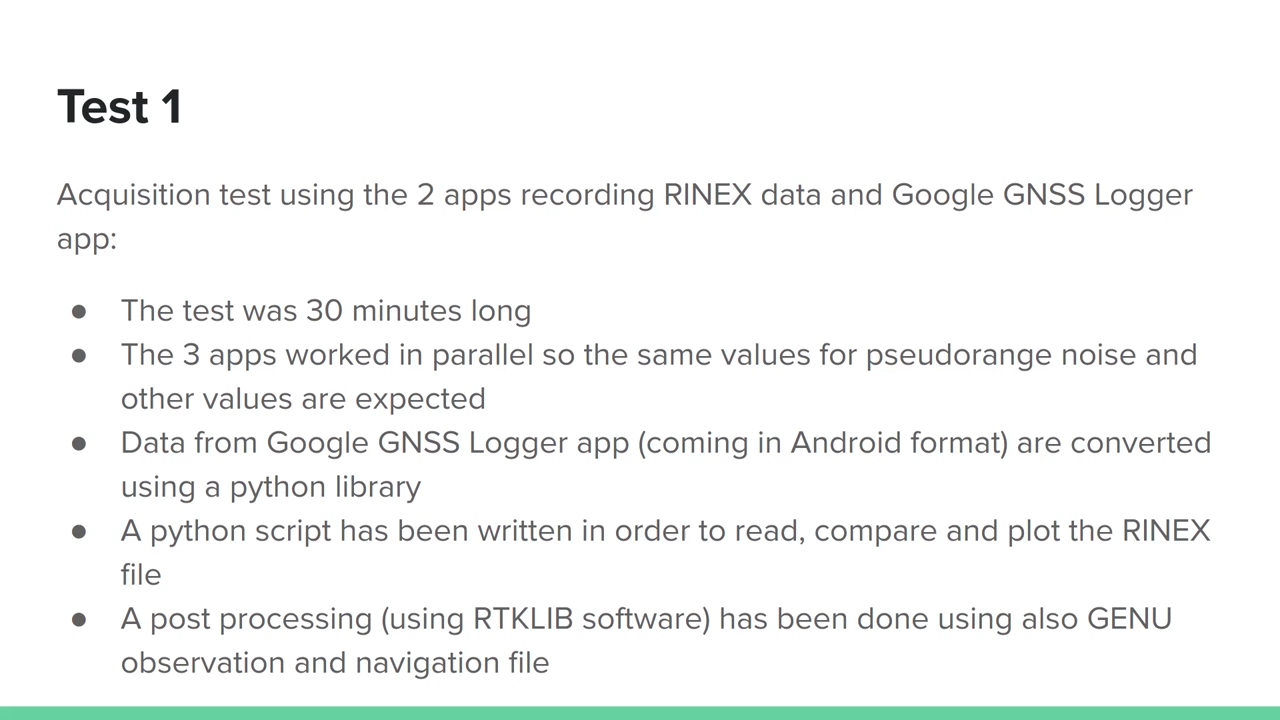 Test 1
Acquisition test using the 2 apps recording RINEX data and Google GNSS Logger
app:
● The test was 30 minutes long
● The 3 apps worked in parallel so the same values for pseudorange noise and
other values are expected
● Data from Google GNSS Logger app (coming in Android format) are converted
using a python library
● A python script has been written in order to read, compare and plot the RINEX
file
● A post processing (using RTKLIB software) has been done using also GENU
observation and navigation file